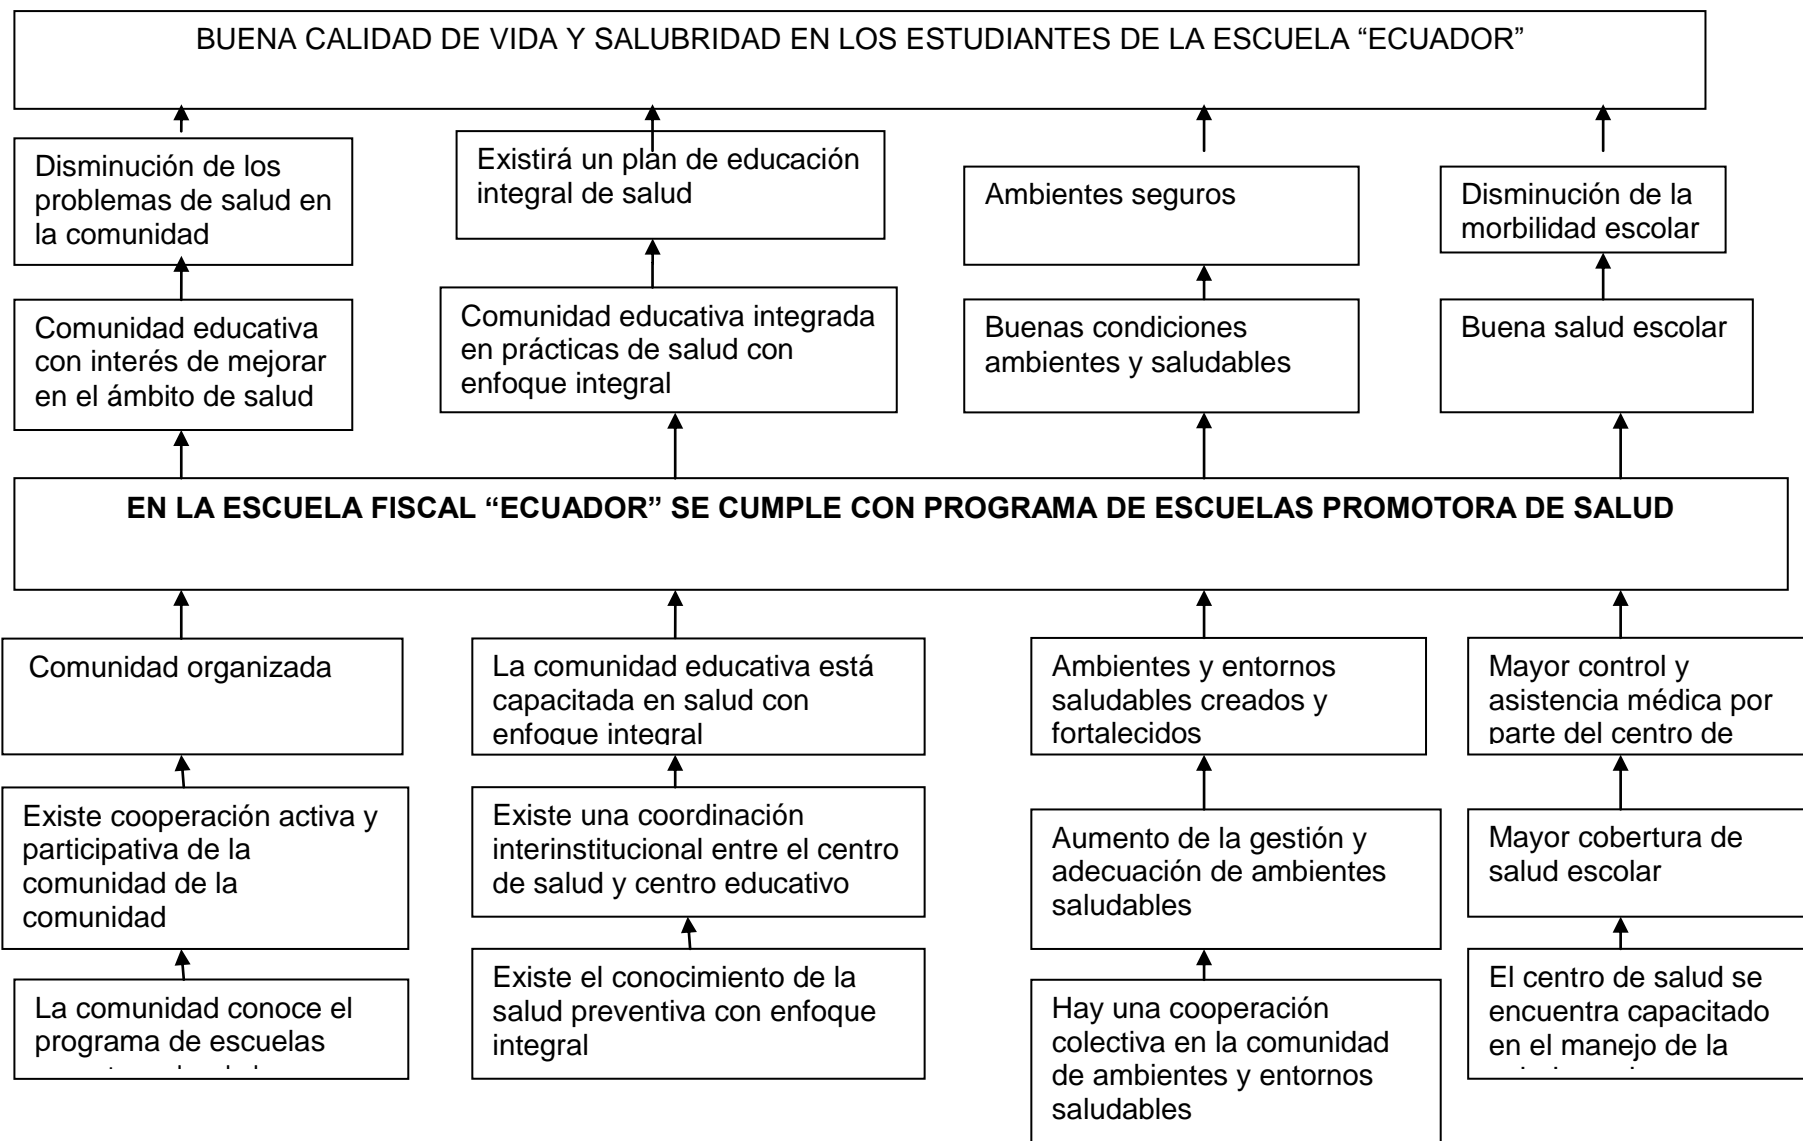 BUENA CALIDAD DE VIDA Y SALUBRIDAD EN LOS ESTUDIANTES DE LA ESCUELA “ECUADOR”
Disminución de los
problemas de salud en
la comunidad
Existirá un plan de educación
integral de salud
Ambientes seguros
Disminución de la
morbilidad escolar
Comunidad educativa
con interés de mejorar
en el ámbito de salud
Comunidad educativa integrada
en prácticas de salud con
enfoque integral
Buenas condiciones
ambientes y saludables
Buena salud escolar
EN LA ESCUELA FISCAL “ECUADOR” SE CUMPLE CON PROGRAMA DE ESCUELAS PROMOTORA DE SALUD
Comunidad organizada
La comunidad educativa está
capacitada en salud con
enfoque integral
Ambientes y entornos
saludables creados y
fortalecidos
Mayor control y
asistencia médica por
parte del centro de
Existe cooperación activa y
participativa de la
comunidad de la
comunidad
Existe una coordinación
interinstitucional entre el centro
de salud y centro educativo
Aumento de la gestión y
adecuación de ambientes
saludables
Mayor cobertura de
salud escolar
La comunidad conoce el
programa de escuelas
Existe el conocimiento de la
salud preventiva con enfoque
integral
Hay una cooperación
colectiva en la comunidad
de ambientes y entornos
saludables
El centro de salud se
encuentra capacitado
en el manejo de la